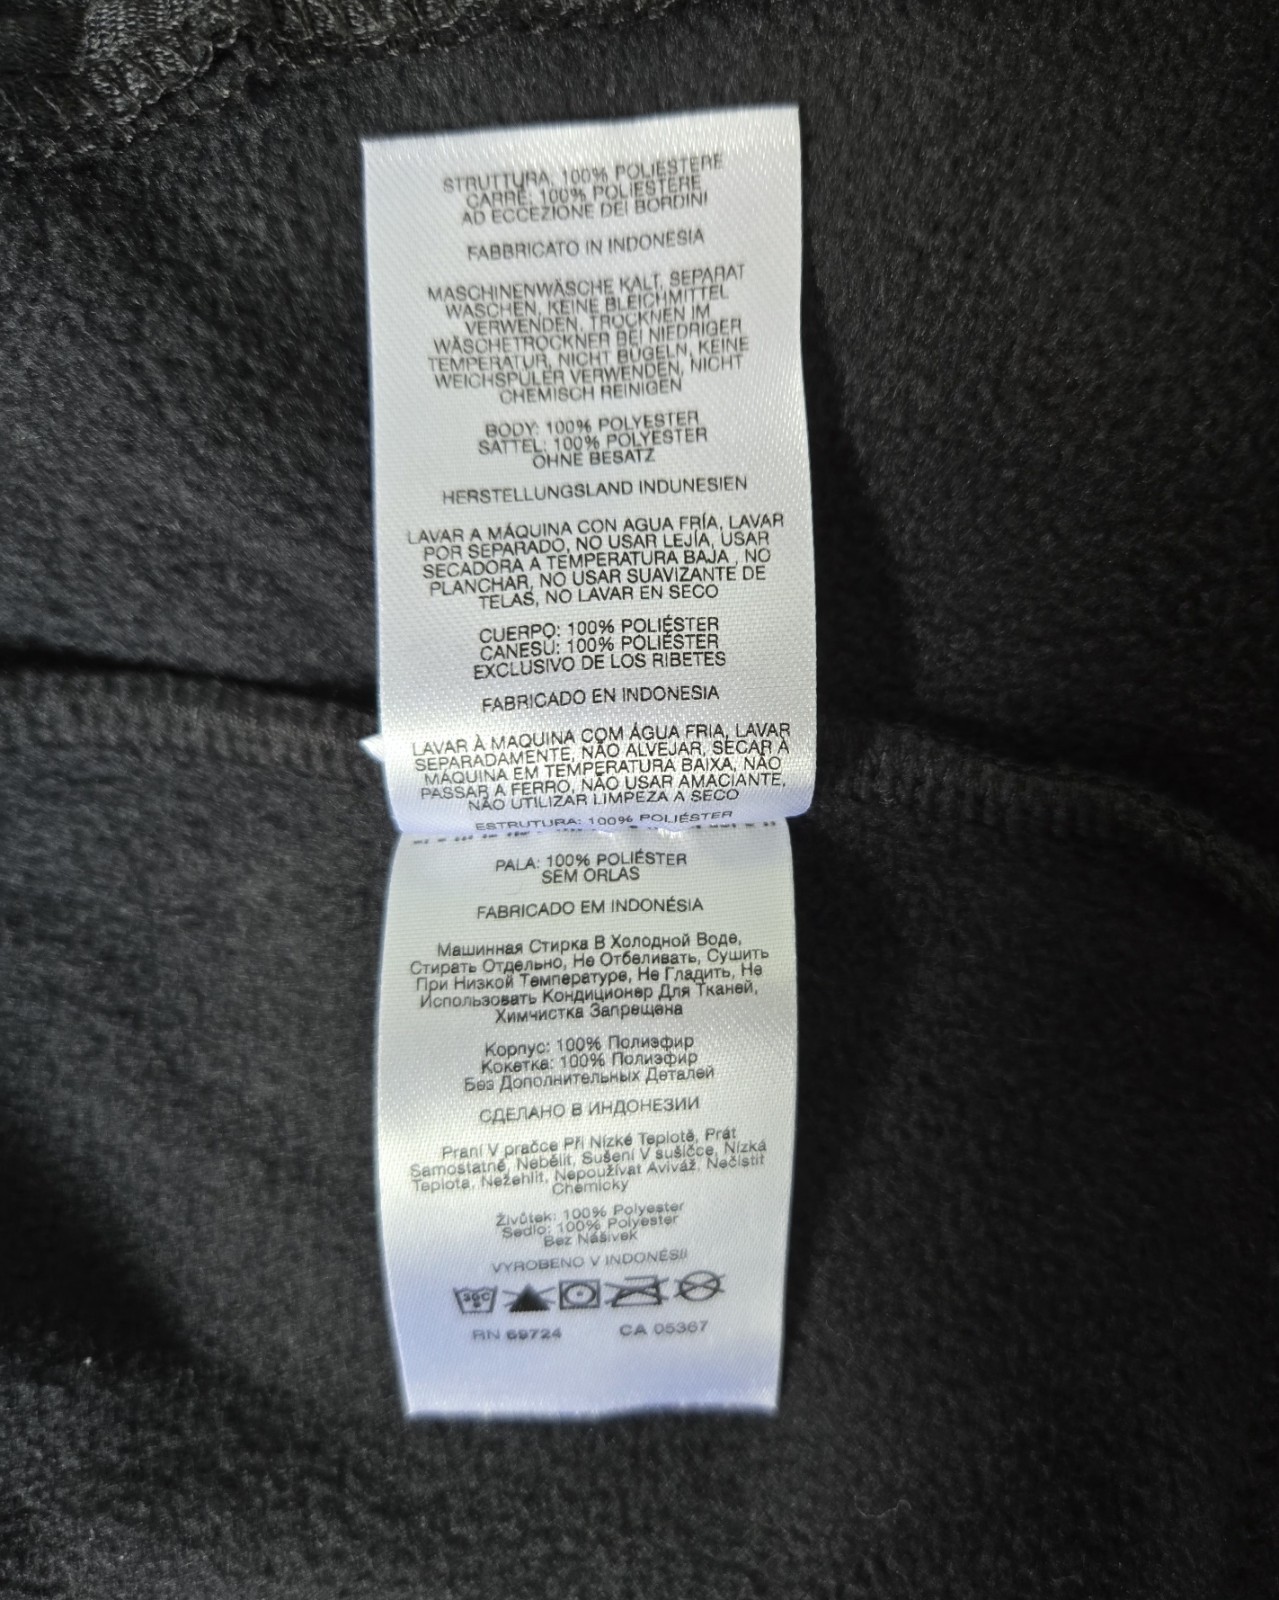 STRUTTURA: 100% POLIESTERE
CARRÉ: 100% POLIESTERE
AD ECCEZIONE DEI BORDINI
FABBRICATO IN INDONESIA
MASCHINENWÄSCHE KALT, SEPARAT
WASCHEN, KEINE BLEICHMITTEL
VERWENDEN, TROCKNEN IM
WÄSCHETROCKNER BEI NIEDRIGER
TEMPERATUR, NICHT BÜGELN, KEINE
WEICHSPÜLER VERWENDEN, NICHT
CHEMISCH REINIGEN
BODY: 100% POLYESTER
SATTEL: 100% POLYESTER
OHNE BESATZ
HERSTELLUNGSLAND INDUNESIEN
LAVAR A MÁQUINA CON AGUA FRÍA, LAVAR
POR SEPARADO, NO USAR LEJÍA, USAR
SECADORA A TEMPERATURA BAJA , NO
PLANCHAR, NO USAR SUAVIZANTE DE
TELAS, NO LAVAR EN SECO
CUERPO: 100% POLIÉSTER
CANESÚ: 100% POLIÉSTER
EXCLUSIVO DE LOS RIBETES
FABRICADO EN INDONESIA
LAVAR À MAQUINA COM ÁGUA FRIA, LAVAR
SEPARADAMENTE, NÃO ALVEJAR, SECAR À
MÁQUINA EM TEMPERATURA BAIXA, NÃO
PASSAR A FERRO, NÃO USAR AMACIANTE,
NÃO UTILIZAR LIMPEZA A SECO
ESTRUTURA: 100% POLIÉSTER
PALA: 100% POLIÉSTER
SEM ORLAS
FABRICADO EM INDONÉSIA
Машинная Стирка В Холодной Воде,
Стирать Отдельно, Не Отбеливать, Сушить
При Низкой Температуре, Не Гладить, Не
Использовать Кондиционер Для Тканей,
Химчистка Запрещена
Корпус: 100% Полиэфир
Кокетка: 100% Полиэфир
Без Дополнительных Деталей
СДЕЛАНО В ИНДОНЕЗИИ
Praní V pračce Při Nízké Teplotě, Prát
Samostatně, Nebělit, Sušení V sušičce, Nízká
Teplota, Nežehlit, Nepoužívat Aviváž, Nečistit
Chemicky
Živůtek: 100% Polyester
Sedlo: 100% Polyester
Bez Nášivek
VYROBENO V INDONÉSII
30C
RN 69724 CA 05367